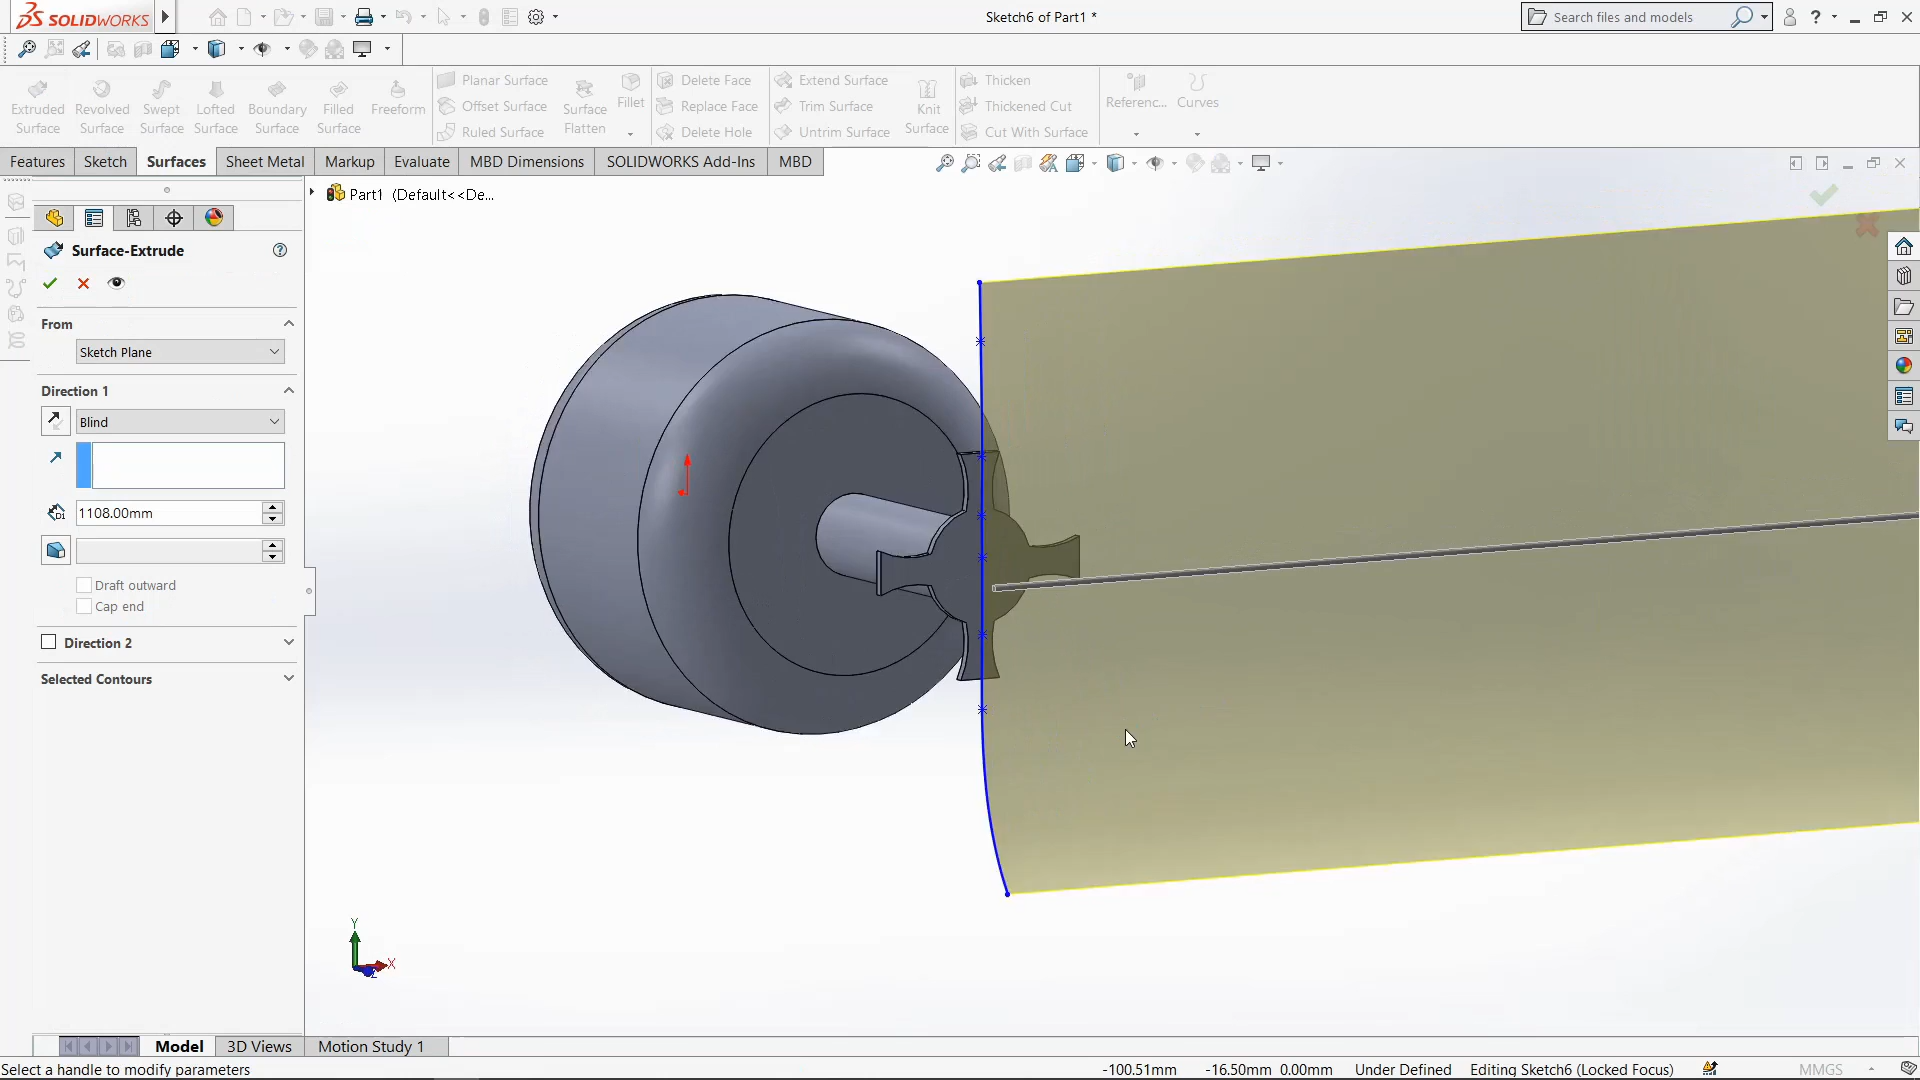 SOLIDWORKS
Sketch6 of Part1 *
Search files and models
Extruded Surface
Revolved Surface
Swept Surface
Lofted Surface
Boundary Surface
Filled Surface
Freeform
Planar Surface
Offset Surface
Ruled Surface
Surface Flatten
Fillet
Delete Face
Replace Face
Delete Hole
Extend Surface
Trim Surface
Untrim Surface
Knit Surface
Thicken
Thickened Cut
Cut With Surface
Referenc...
Curves
Features
Sketch
Surfaces
Sheet Metal
Markup
Evaluate
MBD Dimensions
SOLIDWORKS Add-Ins
MBD
Part1 (Default<<De...
Surface-Extrude
From
Sketch Plane
Direction 1
Blind
D1
1108.00mm
Draft outward
Cap end
Direction 2
Selected Contours
Y
X
Z
Model
3D Views
Motion Study 1
Select a handle to modify parameters
-100.51mm
-16.50mm 0.00mm
Under Defined
Editing Sketch6 (Locked Focus)
MMGS